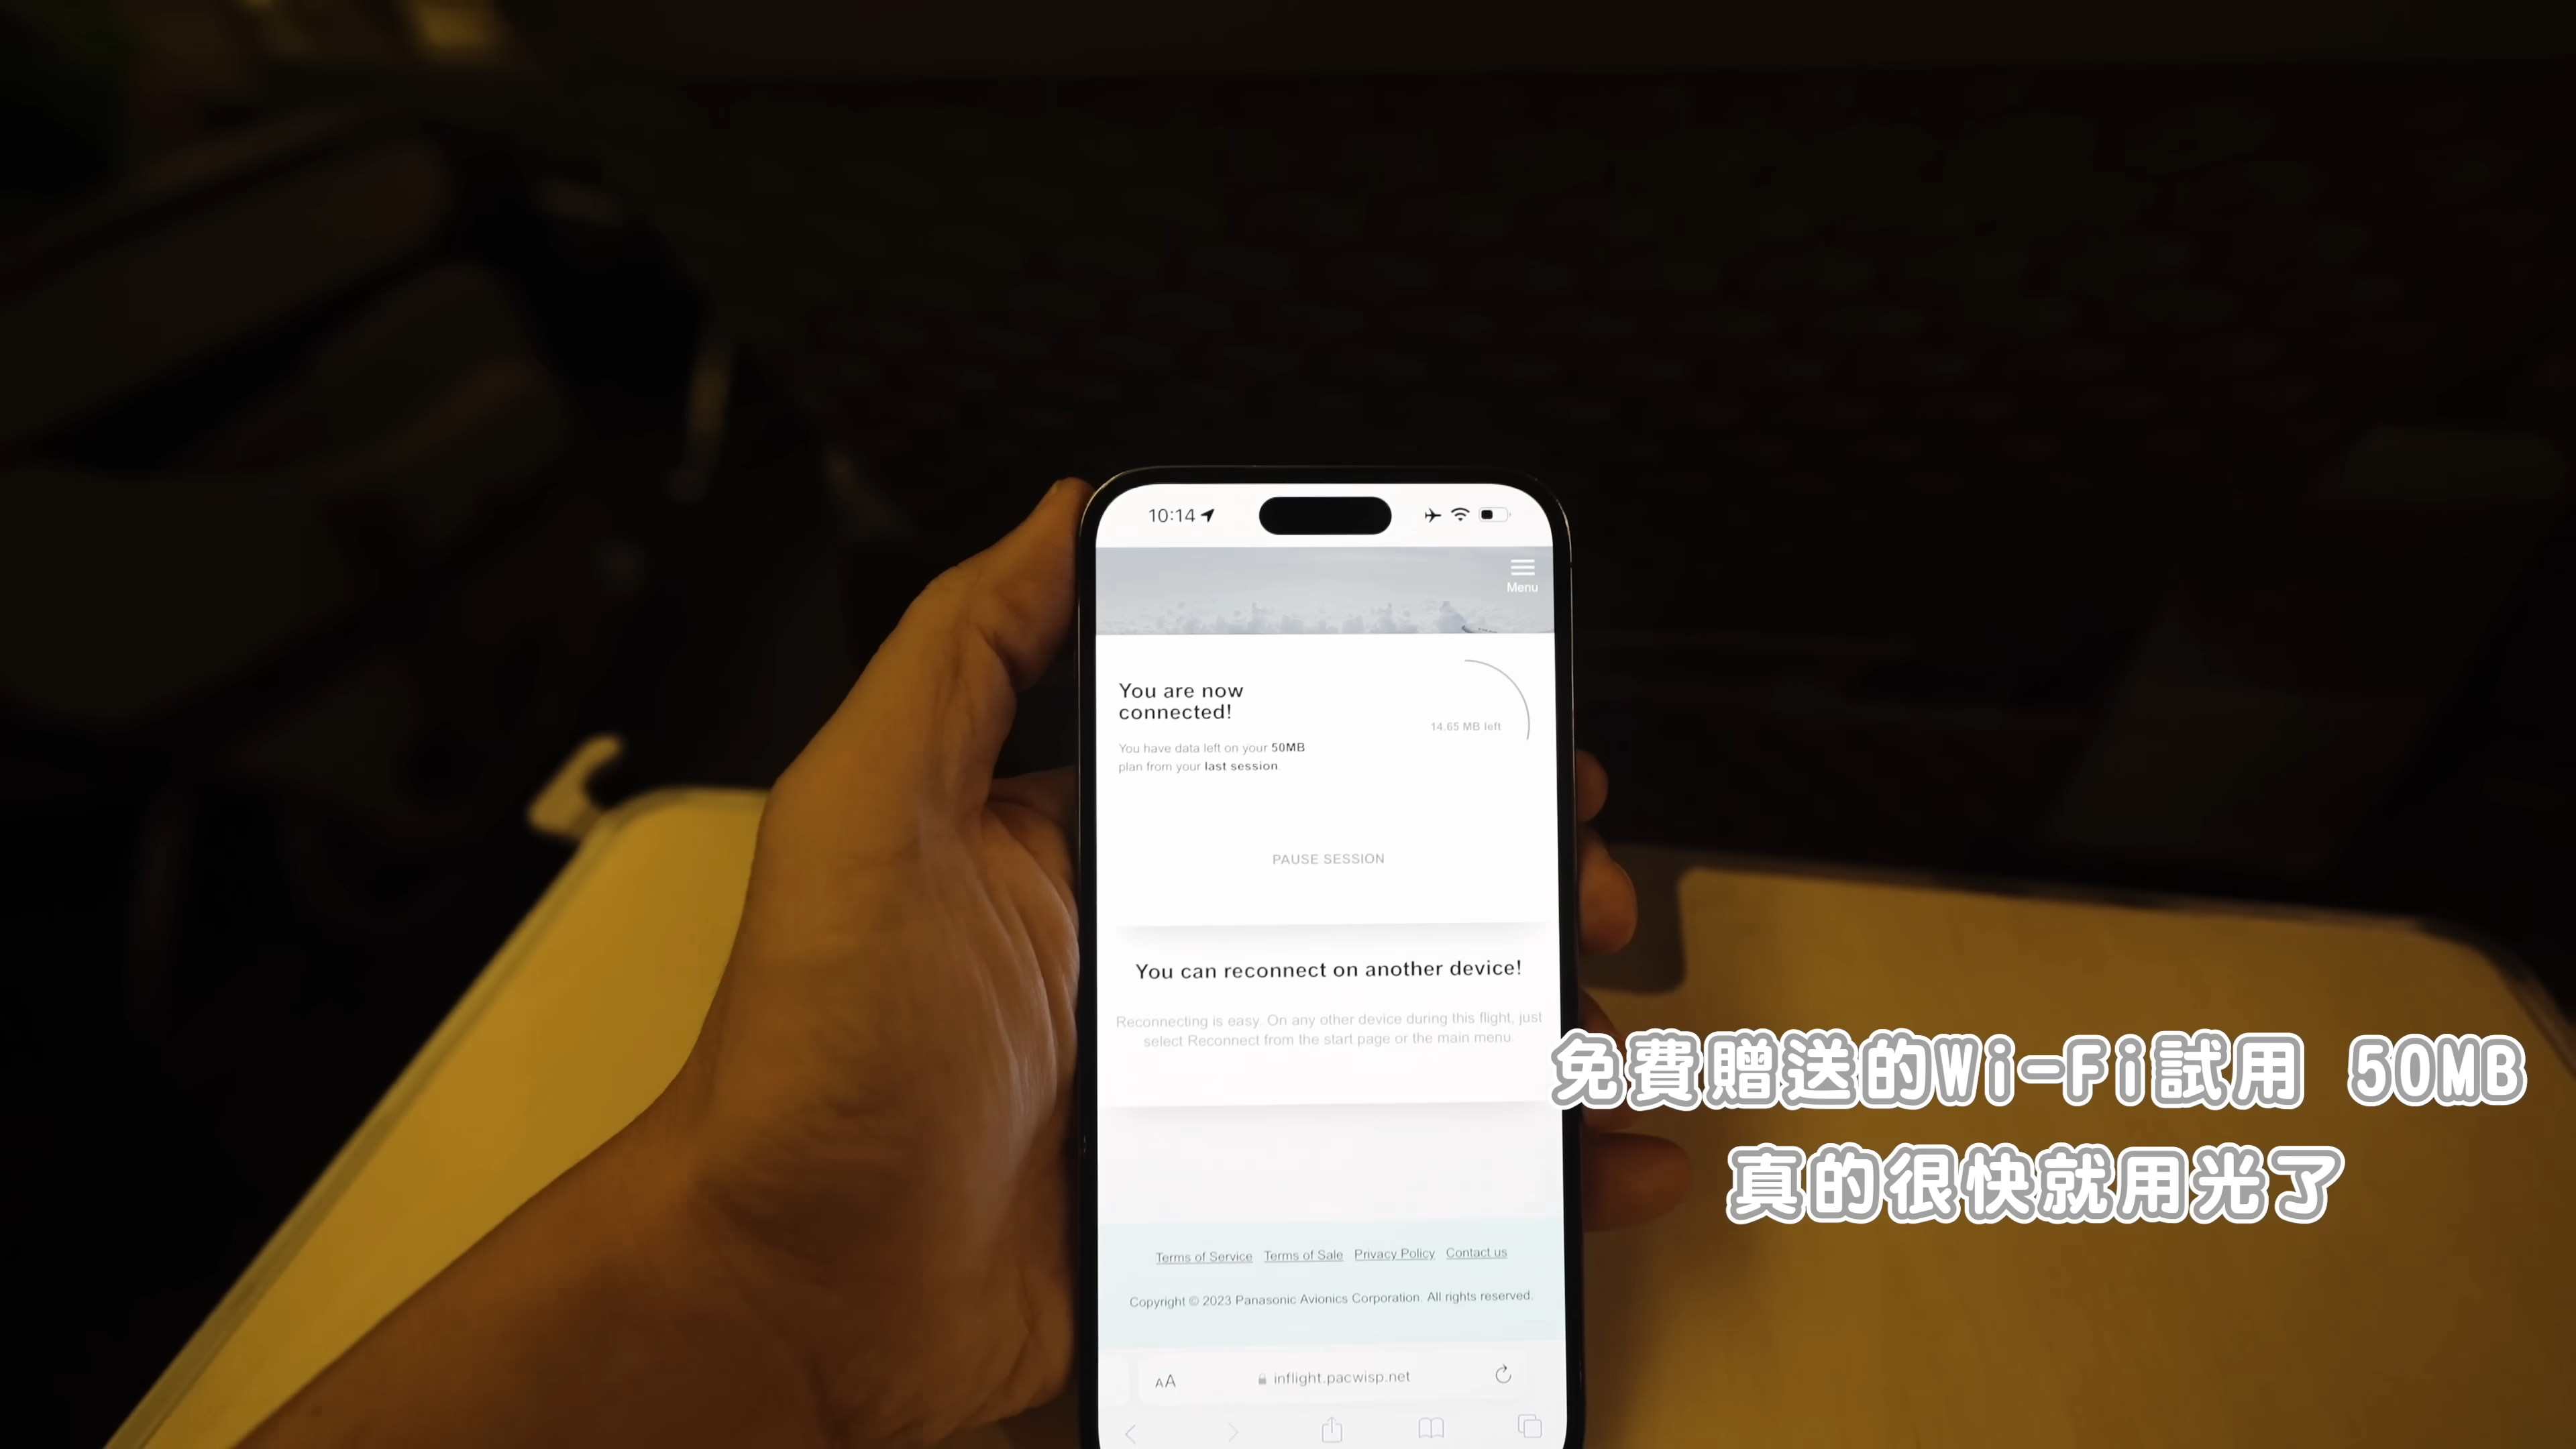 10:14
Menu
You are now
connected!
14.65 MB left
You have data left on your 50MB
plan from your last session.
PAUSE SESSION
You can reconnect on another device!
Reconnecting is easy. On any other device during this flight, just
select Reconnect from the start page or the main menu.
免費贈送的Wi-Fi試用 50MB
真的很快就用光了
Terms of Service Terms of Sale Privacy Policy Contact us
Copyright © 2023 Panasonic Avionics Corporation. All rights reserved.
AA inflight.pacwisp.net